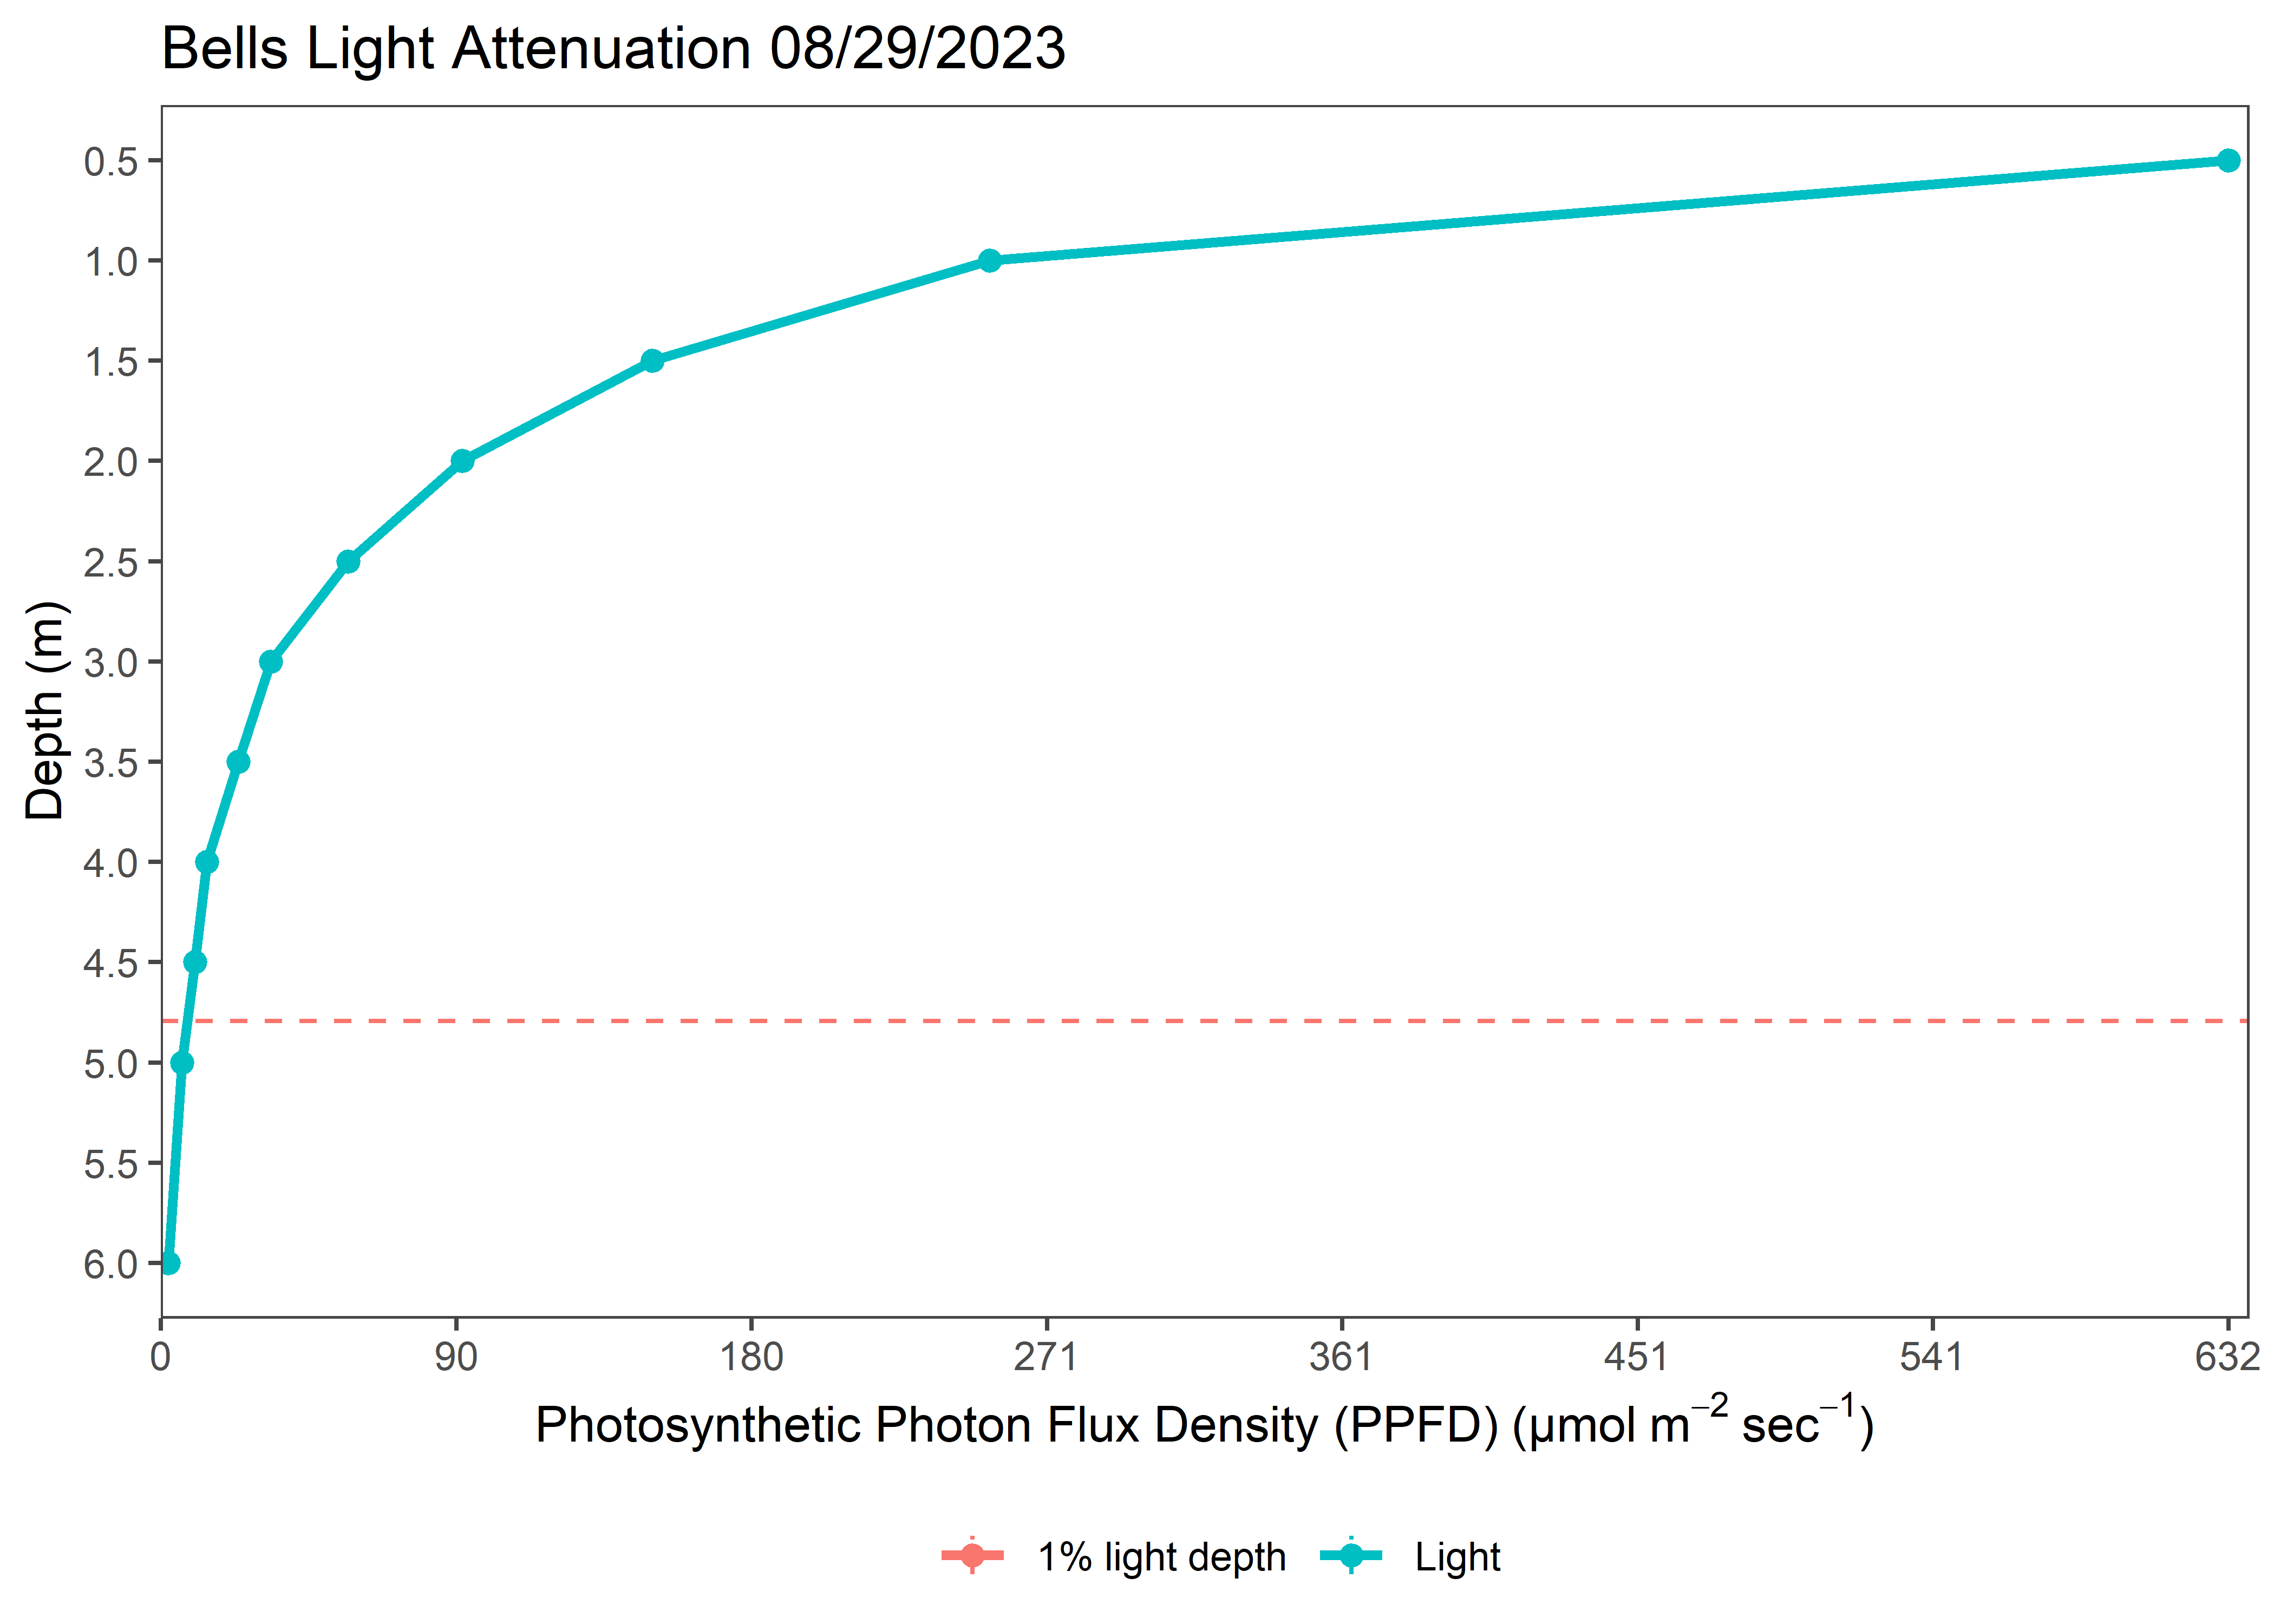 Bells Light Attenuation 08/29/2023
Depth (m)
0.5
1.0
1.5
2.0
2.5
3.0
3.5
4.0
4.5
5.0
5.5
6.0
0 90 180 271 361 451 541 632
Photosynthetic Photon Flux Density (PPFD) (μmol m⁻² sec⁻¹)
1% light depth Light